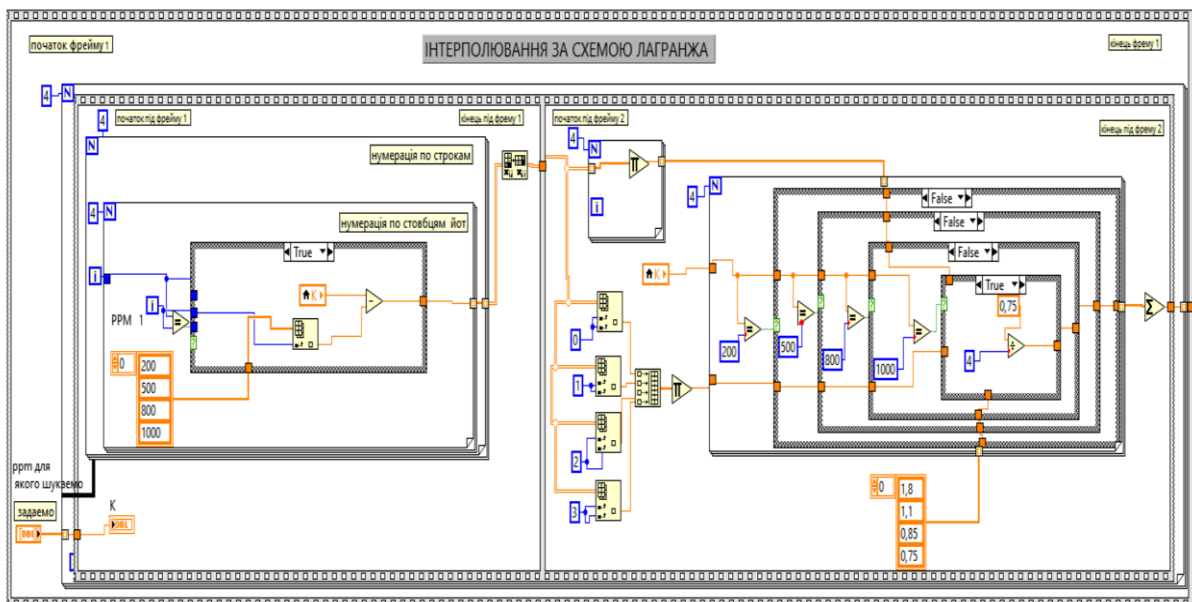 початок фрейму 1
ІНТЕРПОЛЮВАННЯ ЗА СХЕМОЮ ЛАГРАНЖА
кінець фрему 1
4
N
початок під фрейму 1
кінець під фрему 1
початок під фрейму 2
кінець під фрему 2
4
N
нумерація по строкам
4
N
нумерація по стовбцям йот
True
i
i
=
K
-
PPM 1
0
200
500
800
1000
ppm для
якого шукаємо
задаємо
DBL
K
DBL
4
N
i
4
N
False
False
False
True
K
0
1
2
3
=
=
=
=
200
500
800
1000
0,75
4
÷
Σ
0
1,8
1,1
0,85
0,75